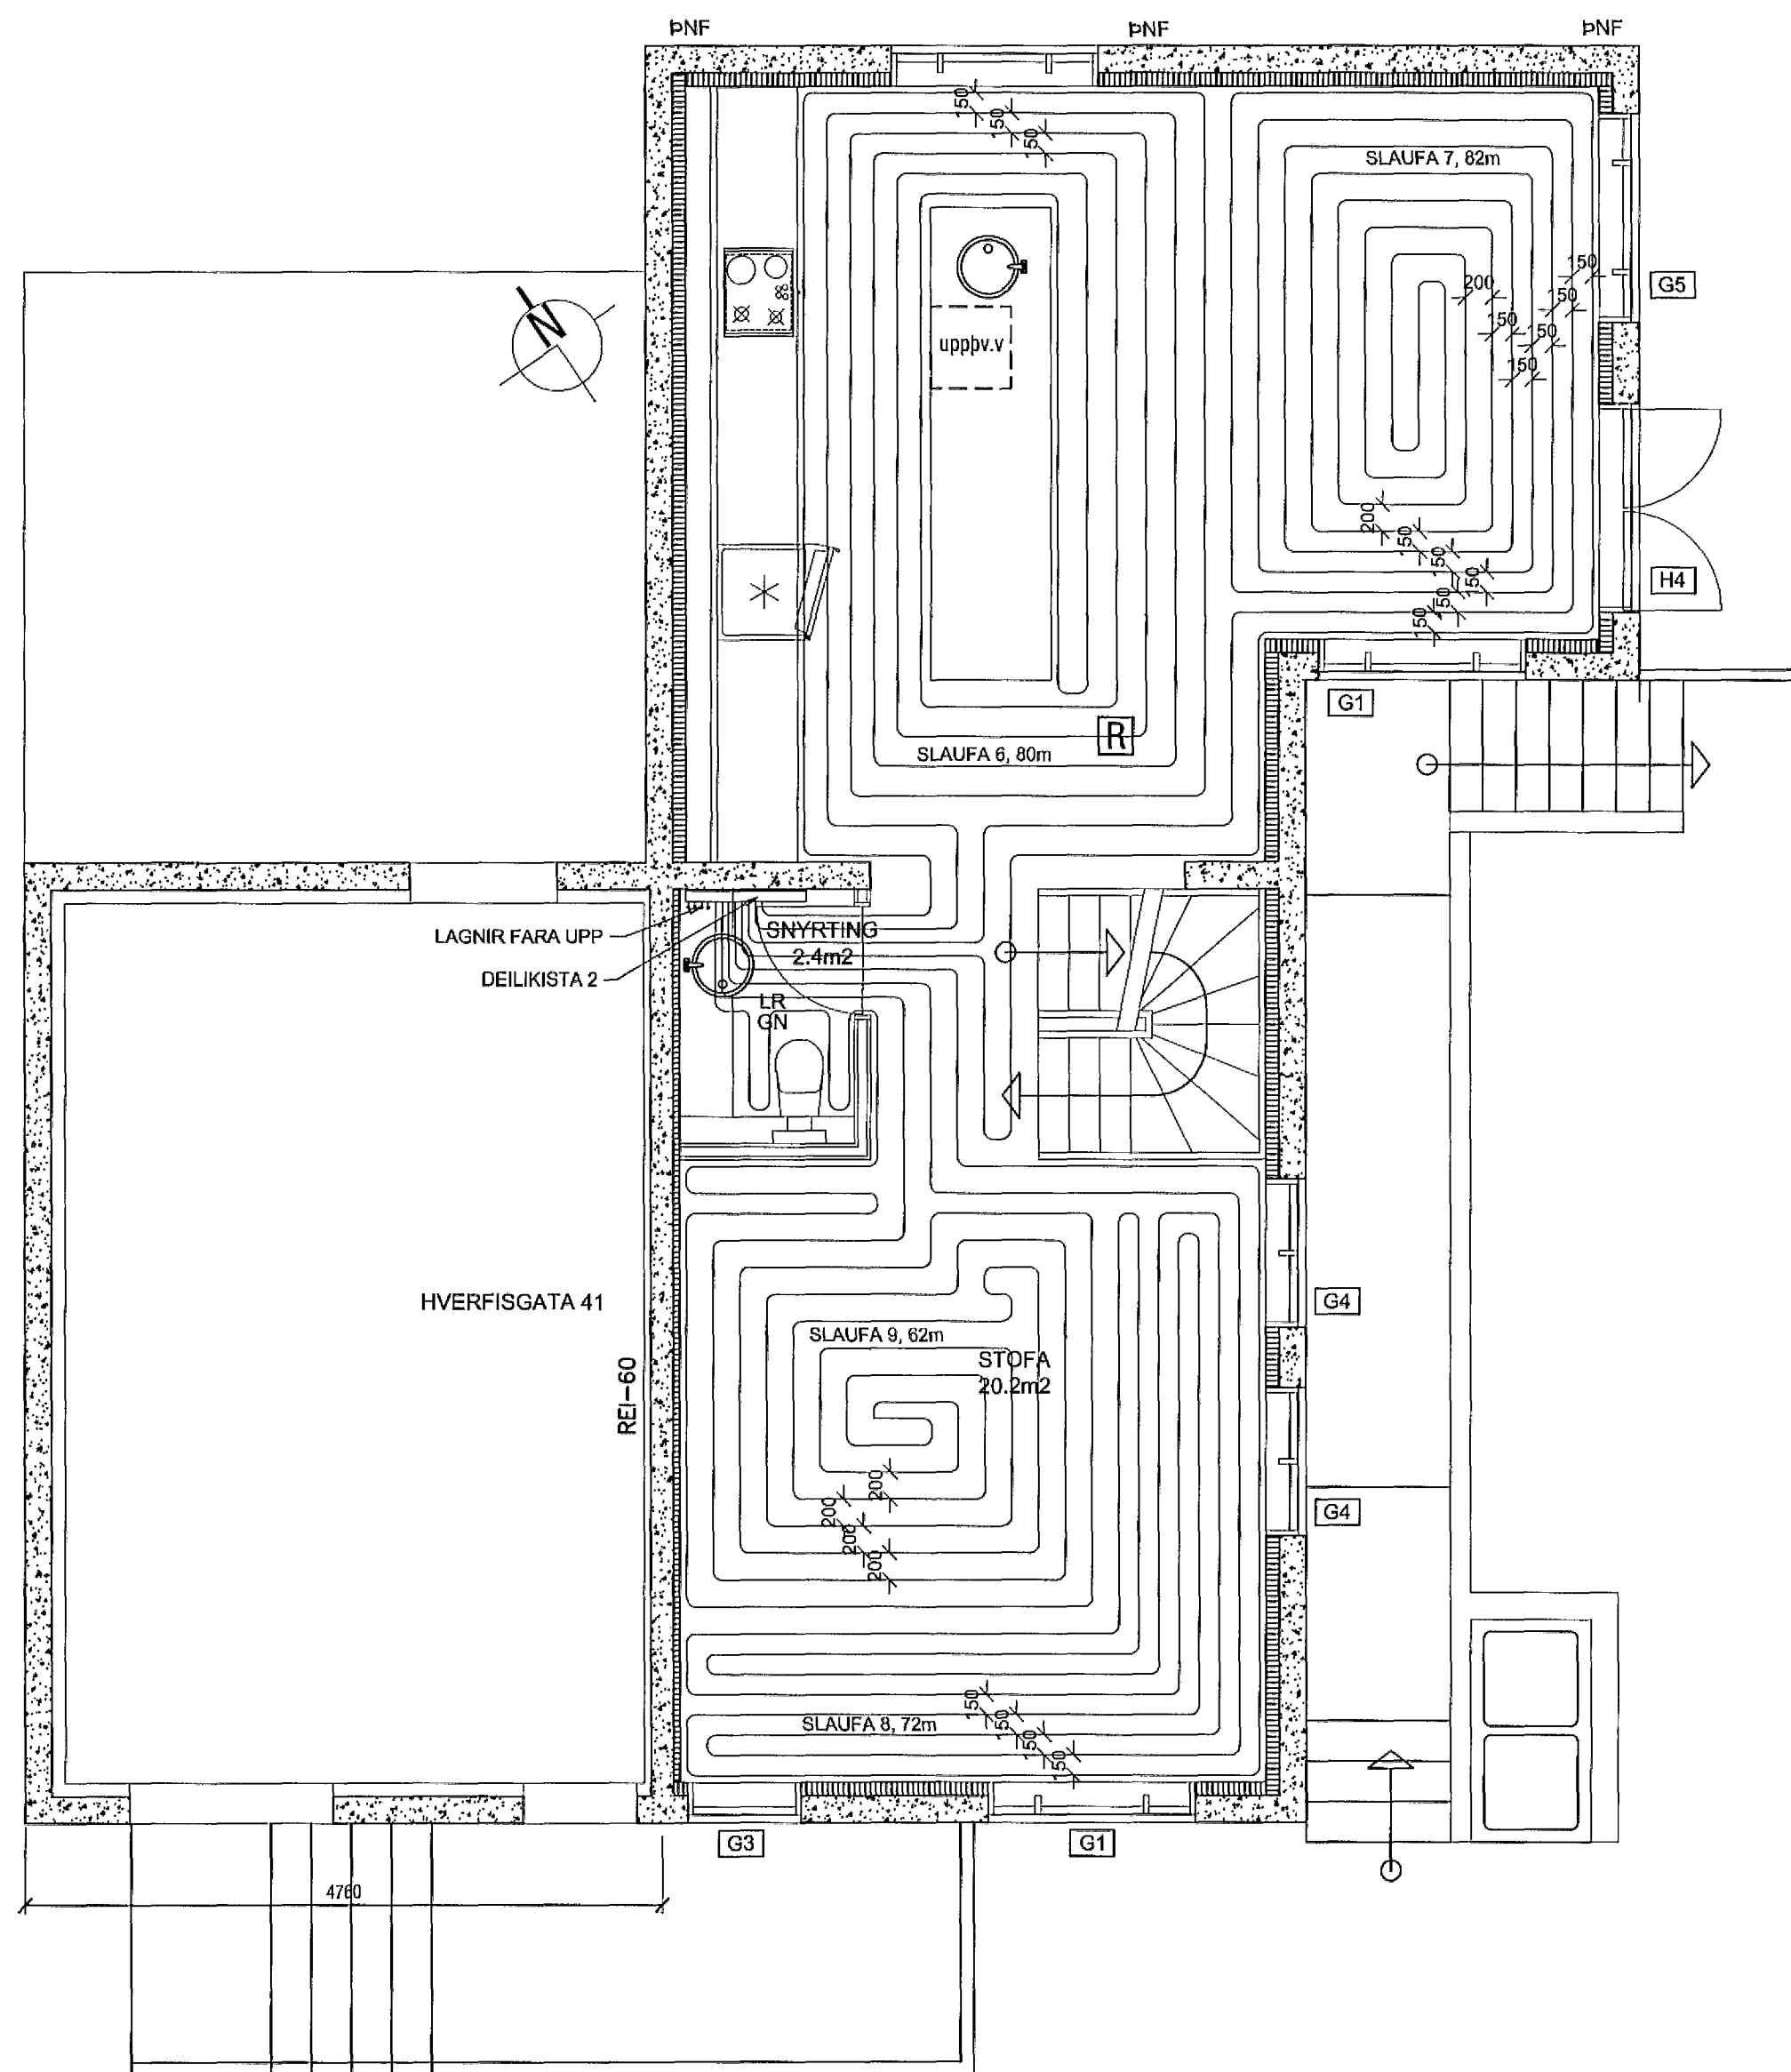 ÞNF
ÞNF
ÞNF
150
150
150
SLAUFA 7, 82m
N
150
200
150
150
150
150
G5
uppþv.v
200
150
150
150
150
150
H4
G1
R
SLAUFA 6, 80m
LAGNIR FARA UPP
SNYRTING
2.4m2
DEILIKISTA 2
LR
GN
HVERFISGATA 41
G4
SLAUFA 9, 62m
STOFA
20.2m2
REI-60
200
200
200
200
G4
SLAUFA 8, 72m
150
150
150
150
G3
G1
4760